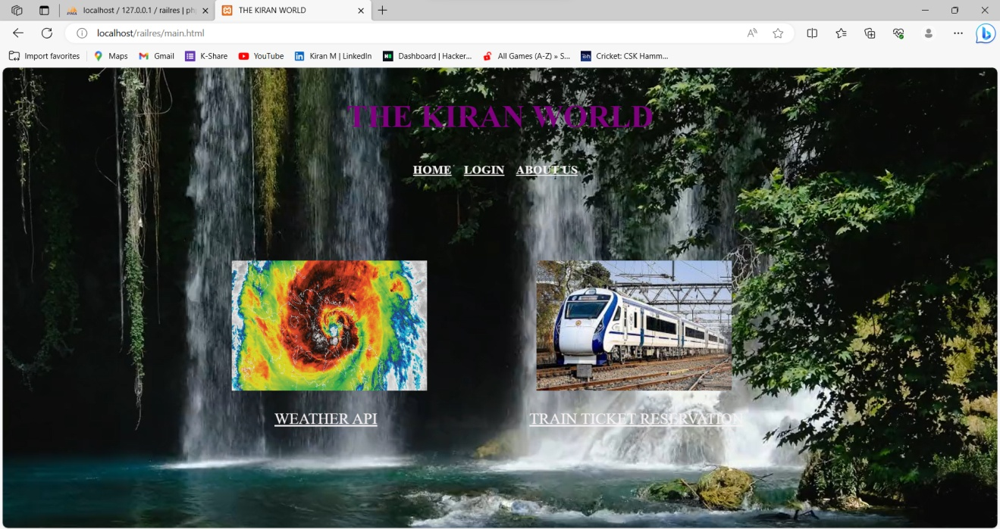 localhost / 127.0.0.1 / railres | ph
THE KIRAN WORLD
localhost/railres/main.html
Import favorites
Maps
Gmail
K-Share
YouTube
Kiran M | LinkedIn
Dashboard | Hacker...
All Games (A-Z) » S...
Cricket: CSK Hamm...
THE KIRAN WORLD
HOME LOGIN ABOUT US
WEATHER API
TRAIN TICKET RESERVATION